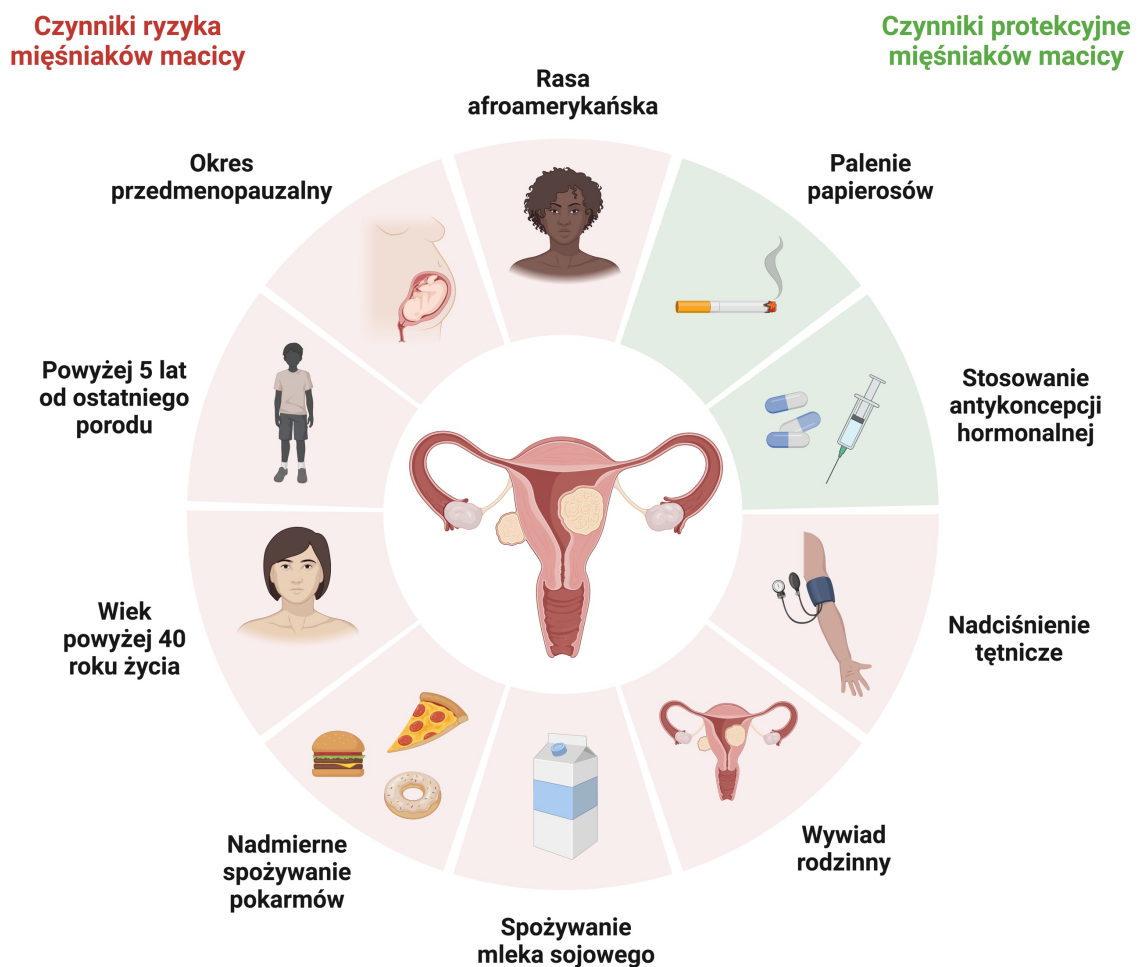 Czynniki ryzyka
mięśniaków macicy
Czynniki protekcyjne
mięśniaków macicy
Rasa
afroamerykańska
Palenie
papierosów
Stosowanie
antykoncepcji
hormonalnej
Nadciśnienie
tętnicze
Wywiad
rodzinny
Spożywanie
mleka sojowego
Nadmierne
spożywanie
pokarmów
Wiek
powyżej 40
roku życia
Powyżej 5 lat
od ostatniego
porodu
Okres
przedmenopauzalny